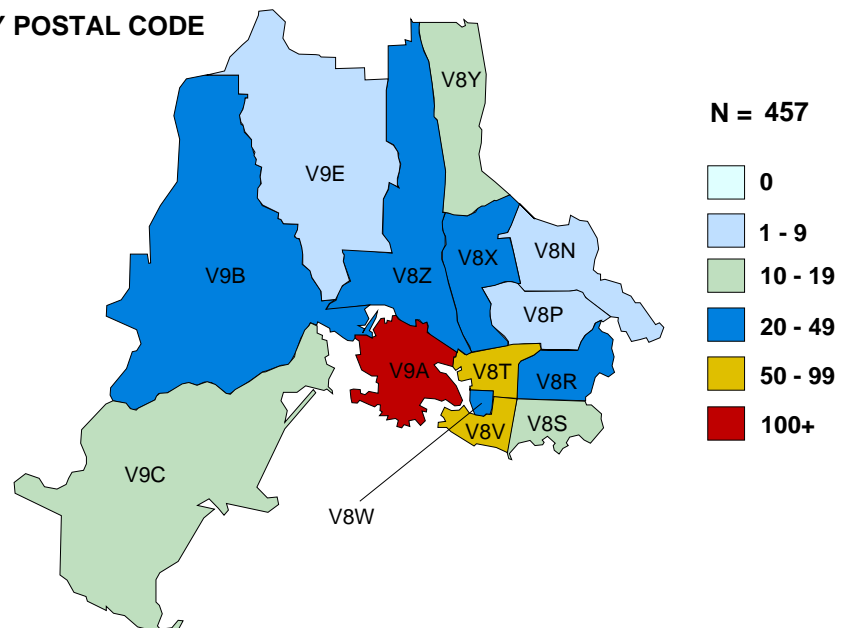 Y POSTAL CODE
V8Y
N = 457
V9E
0
1 - 9
V8N
V9B
V8Z
V8X
10 - 19
V8P
20 - 49
V9A
V8T
V8R
50 - 99
V8V
V8S
100+
V9C
V8W